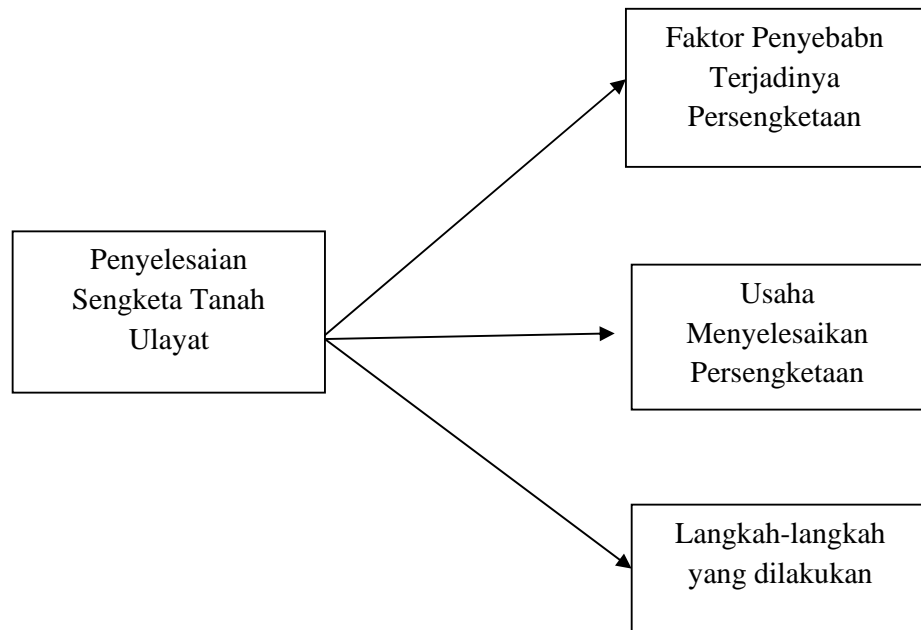 Faktor Penyebabn
Terjadinya
Persengketaan
Penyelesaian
Sengketa Tanah
Ulayat
Usaha
Menyelesaikan
Persengketaan
Langkah-langkah
yang dilakukan